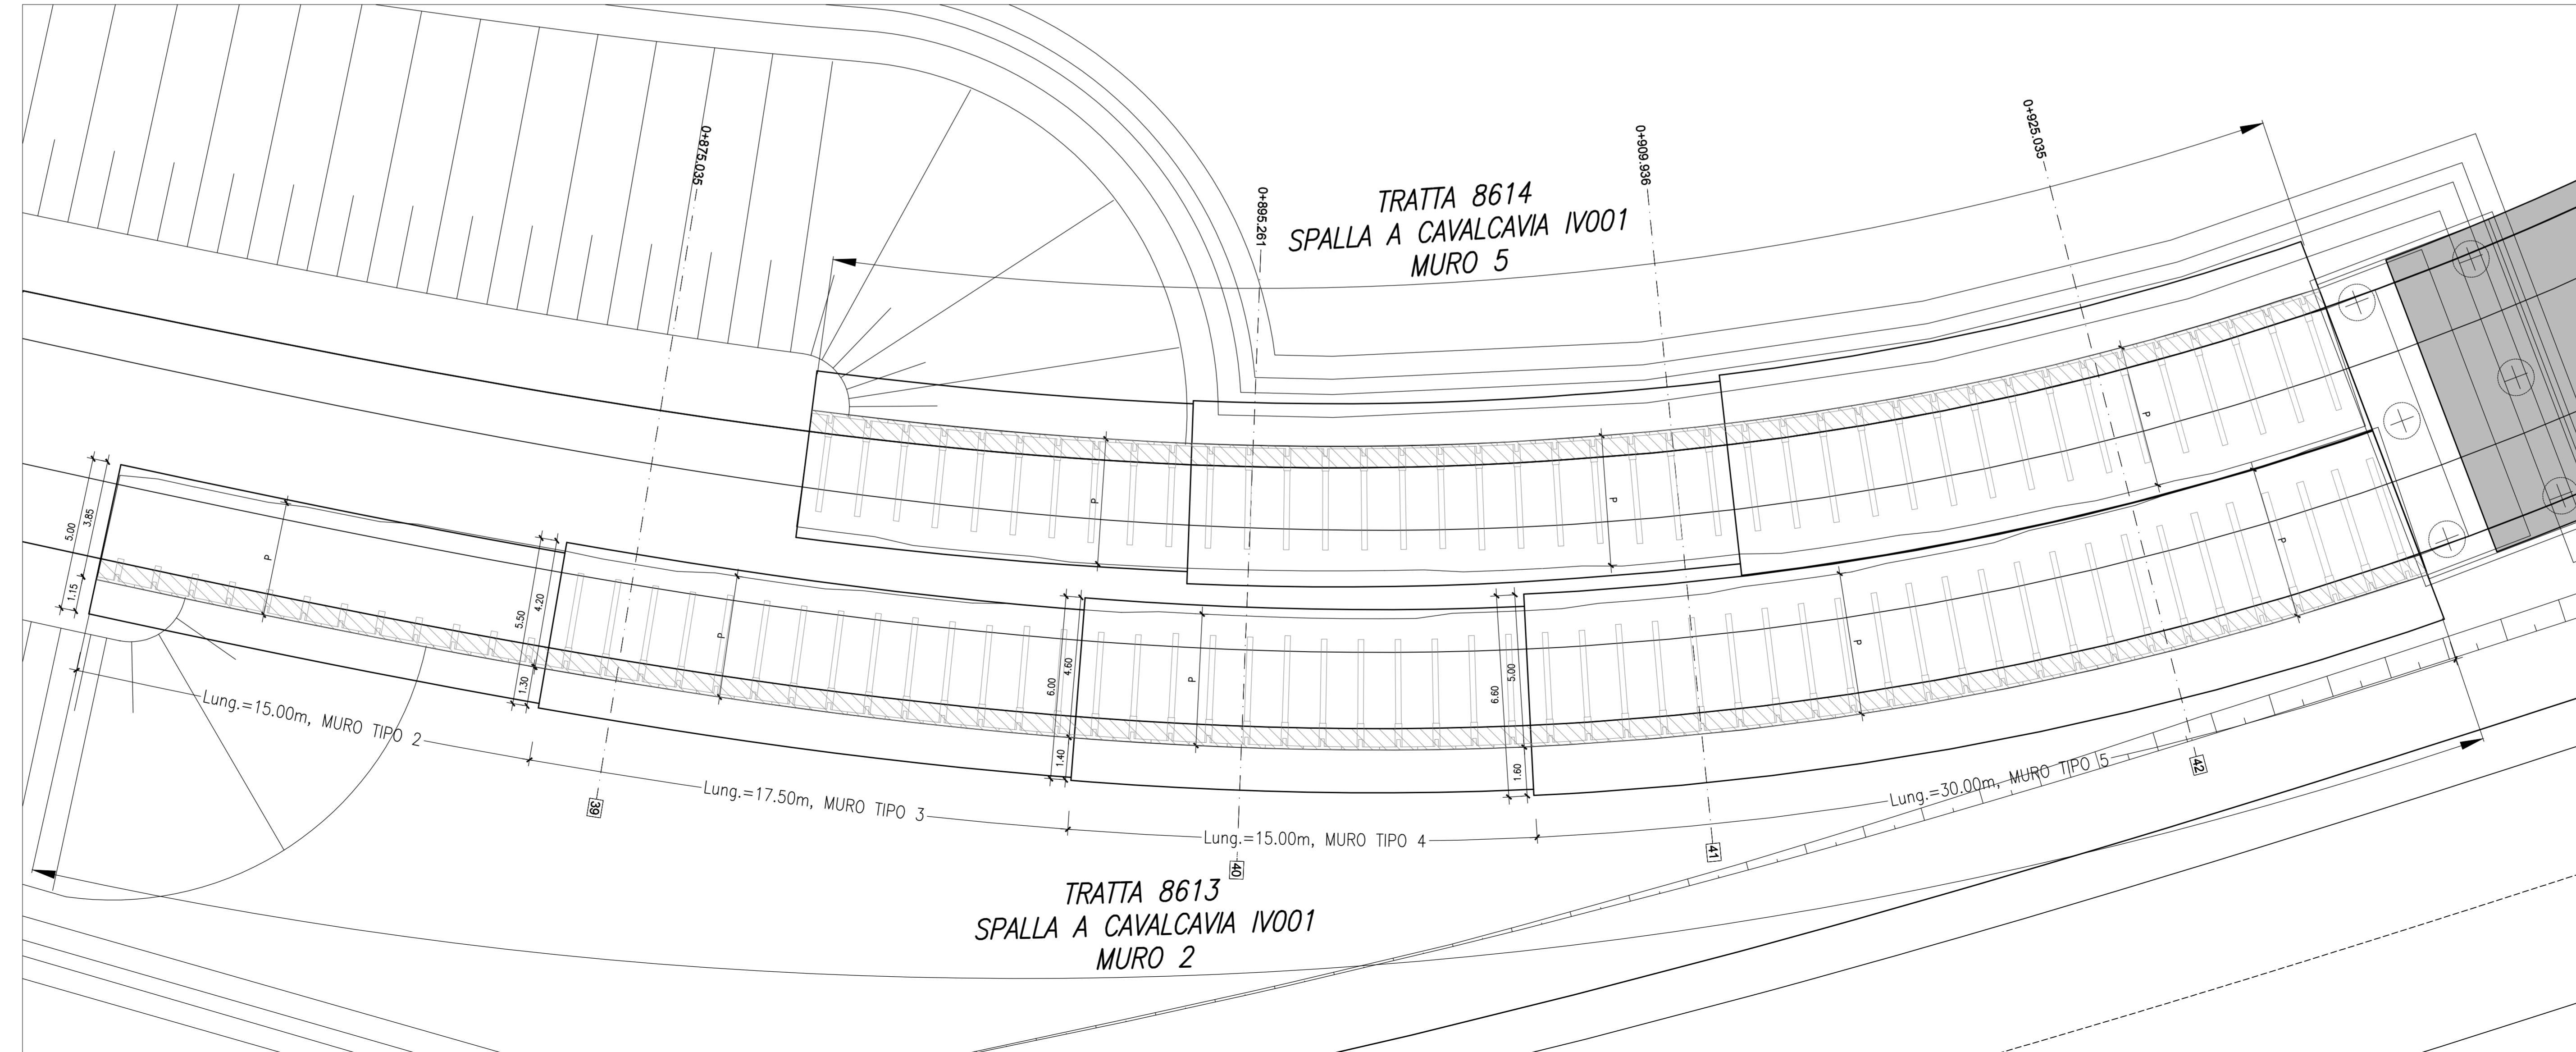 0+875.035
0+895.261
0+909.936
0+925.035
TRATTA 8614
SPALLA A CAVALCAVIA IV001
MURO 5
P
P
P
5.00
3.85
1.15
P
5.50
4.20
1.30
P
6.00
4.60
1.40
P
6.60
5.00
1.60
P
P
Lung.=15.00m, MURO TIPO 2
Lung.=17.50m, MURO TIPO 3
Lung.=15.00m, MURO TIPO 4
Lung.=30.00m, MURO TIPO 5
39
40
41
42
TRATTA 8613
SPALLA A CAVALCAVIA IV001
MURO 2